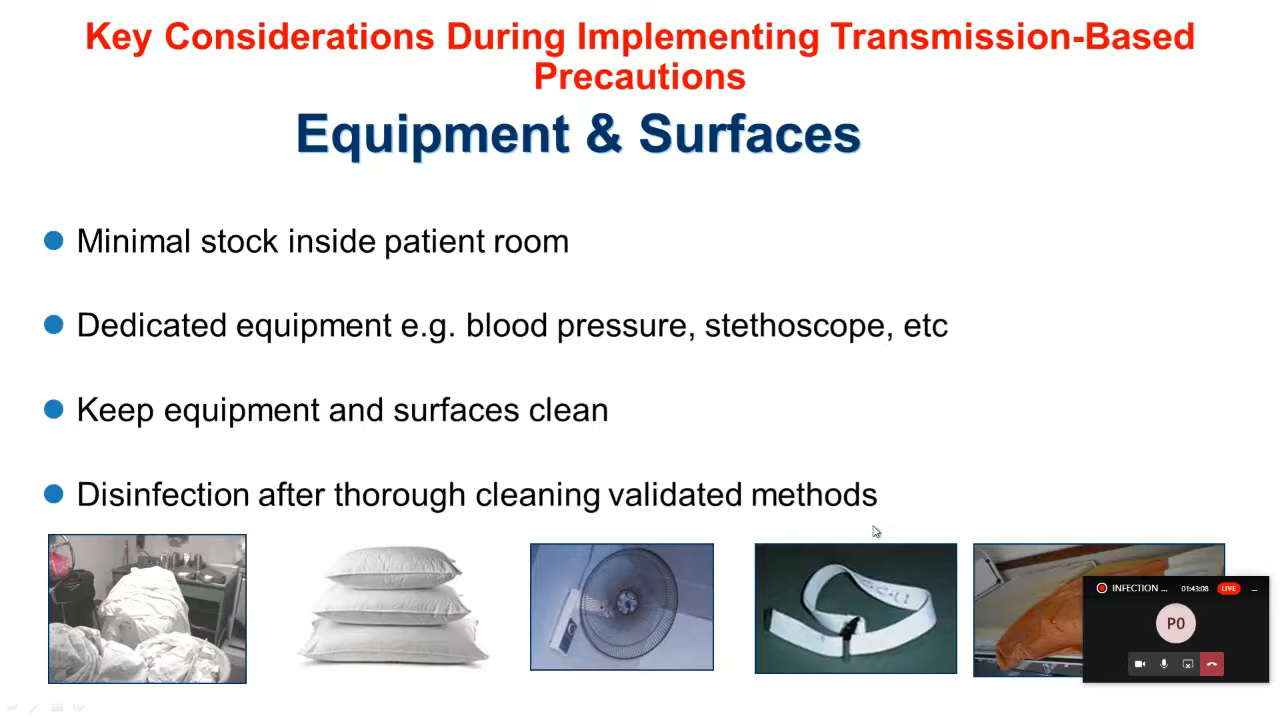 Key Considerations During Implementing Transmission-Based
Precautions
Equipment & Surfaces
Minimal stock inside patient room
Dedicated equipment e.g. blood pressure, stethoscope, etc
Keep equipment and surfaces clean
Disinfection after thorough cleaning validated methods
INFECTION ... 01:43:08 LIVE
PO